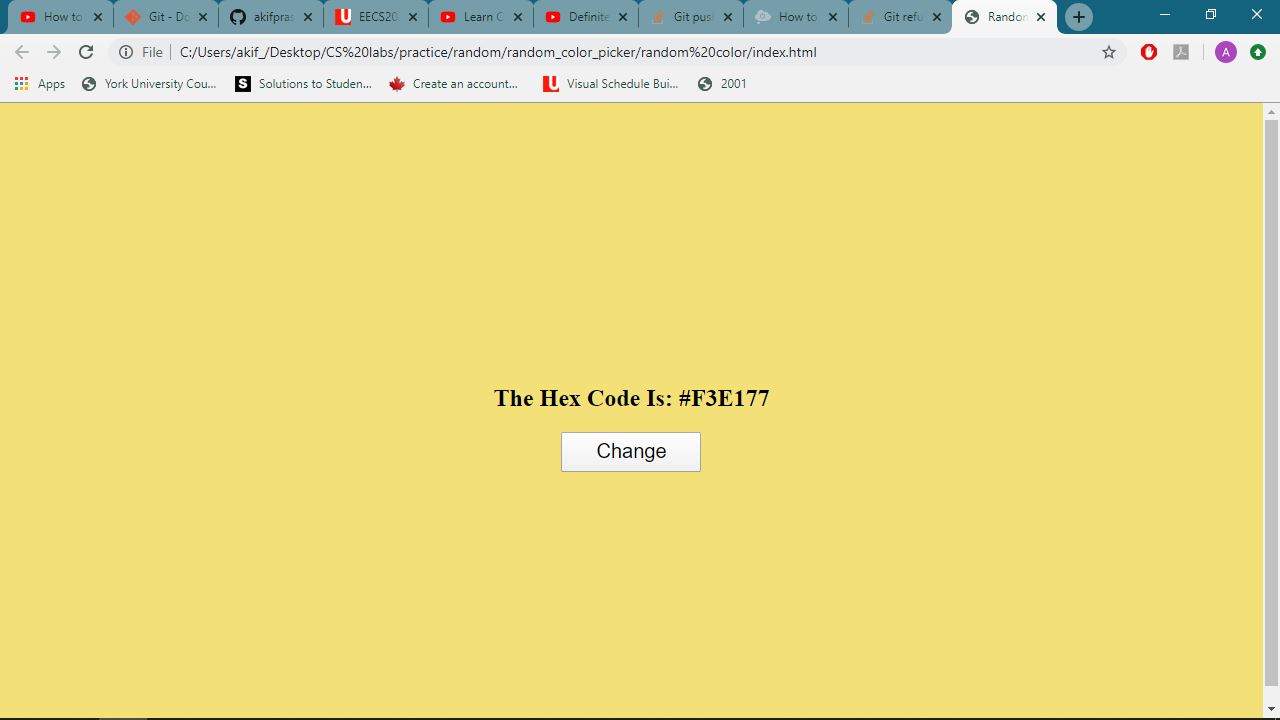 How to
Git - Do
akifpras
EECS20
Learn C
Definite
Git pus
How to
Git refu
Random
File
C:/Users/akif_/Desktop/CS%20labs/practice/random/random_color_picker/random%20color/index.html
A
Apps
York University Cou...
S
Solutions to Studen...
Create an account...
Visual Schedule Bui...
2001
The Hex Code Is: #F3E177
Change